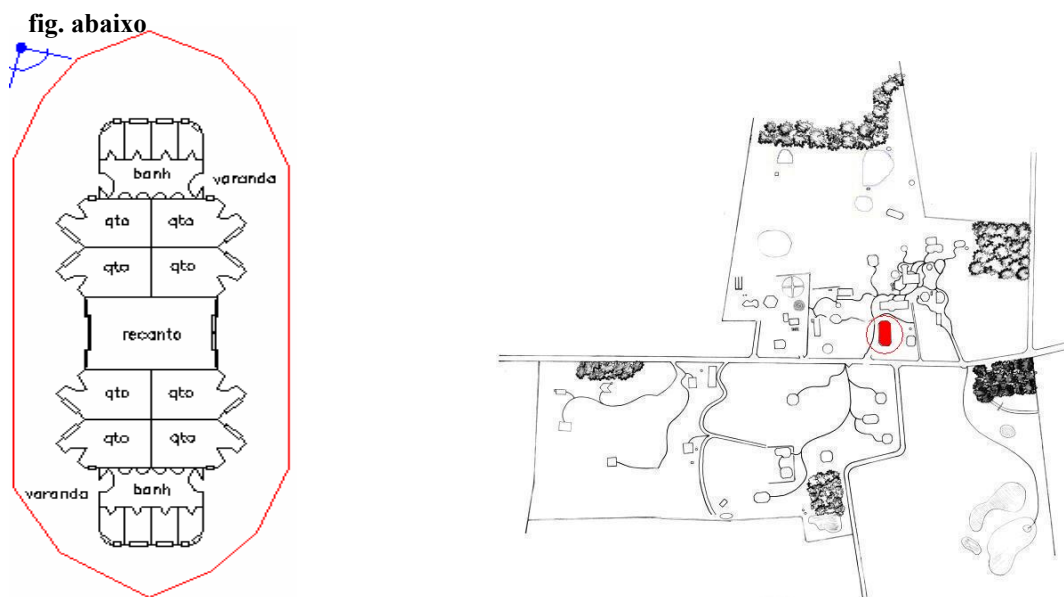 fig. abaixo
banh
varanda
qto qto
qto qto
recanto
qto qto
qto qto
varanda banh